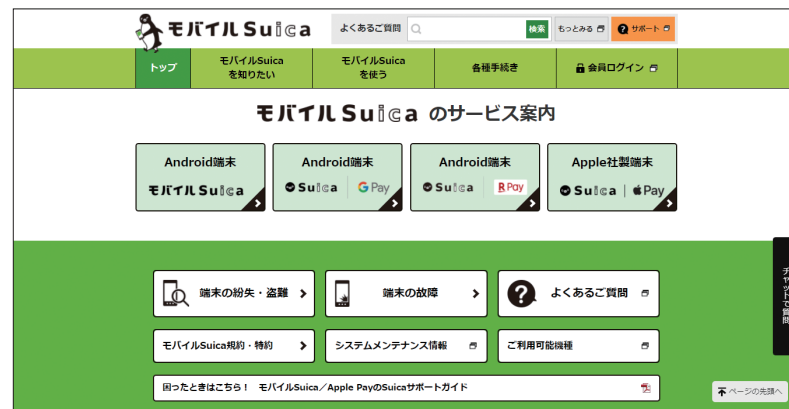 モバイルSuica
よくあるご質問
検索
もっとみる
? サポート
トップ
モバイルSuica
を知りたい
モバイルSuica
を使う
各種手続き
会員ログイン
モバイルSuica のサービス案内
Android端末
モバイルSuica
Android端末
Suica | G Pay
Android端末
Suica | R Pay
Apple社製端末
Suica | Pay
端末の紛失・盗難
端末の故障
? よくあるご質問
チャットで質問
モバイルSuica規約・特約
システムメンテナンス情報
ご利用可能機種
困ったときはこちら! モバイルSuica/Apple PayのSuicaサポートガイド
ページの先頭へ